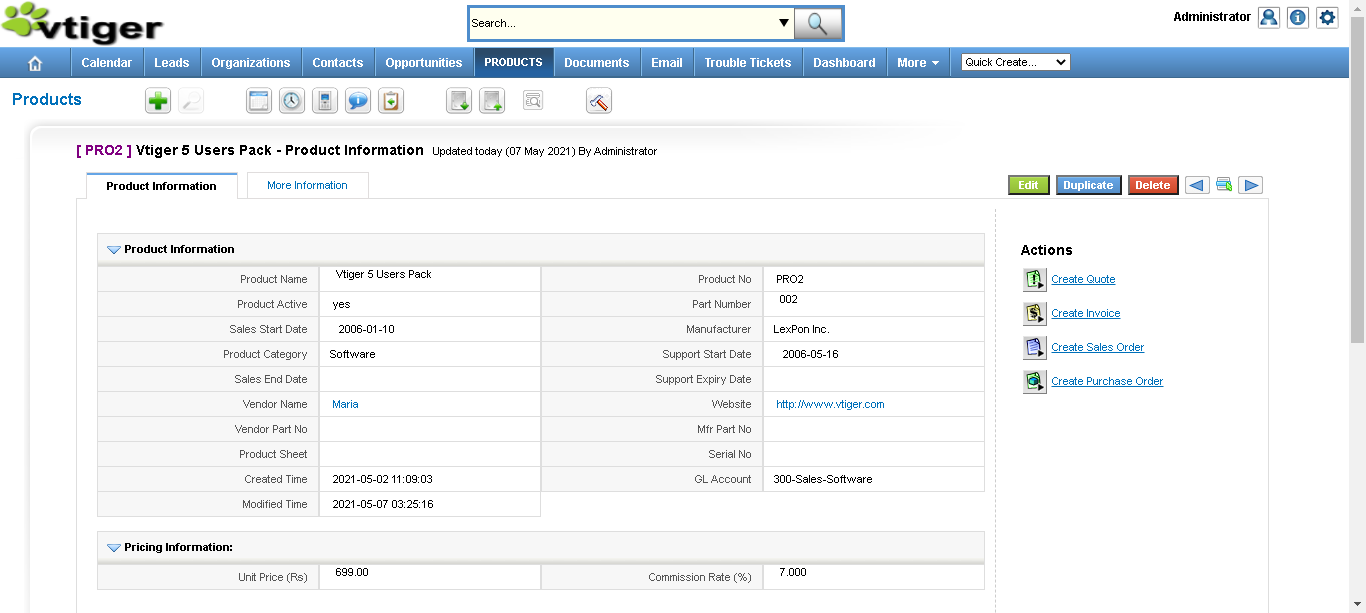 vtiger
Search...
Administrator
Calendar Leads Organizations Contacts Opportunities PRODUCTS Documents Email Trouble Tickets Dashboard More Quick Create...
Products
[ PRO2 ] Vtiger 5 Users Pack - Product Information Updated today (07 May 2021) By Administrator
Product Information More Information Edit Duplicate Delete
Product Information
Product Name Vtiger 5 Users Pack Product No PRO2
Product Active yes Part Number 002
Sales Start Date 2006-01-10 Manufacturer LexPon Inc.
Product Category Software Support Start Date 2006-05-16
Sales End Date Support Expiry Date
Vendor Name Maria Website http://www.vtiger.com
Vendor Part No Mfr Part No
Product Sheet Serial No
Created Time 2021-05-02 11:09:03 GL Account 300-Sales-Software
Modified Time 2021-05-07 03:25:16
Pricing Information:
Unit Price (Rs) 699.00 Commission Rate (%) 7.000
Actions
Create Quote
Create Invoice
Create Sales Order
Create Purchase Order